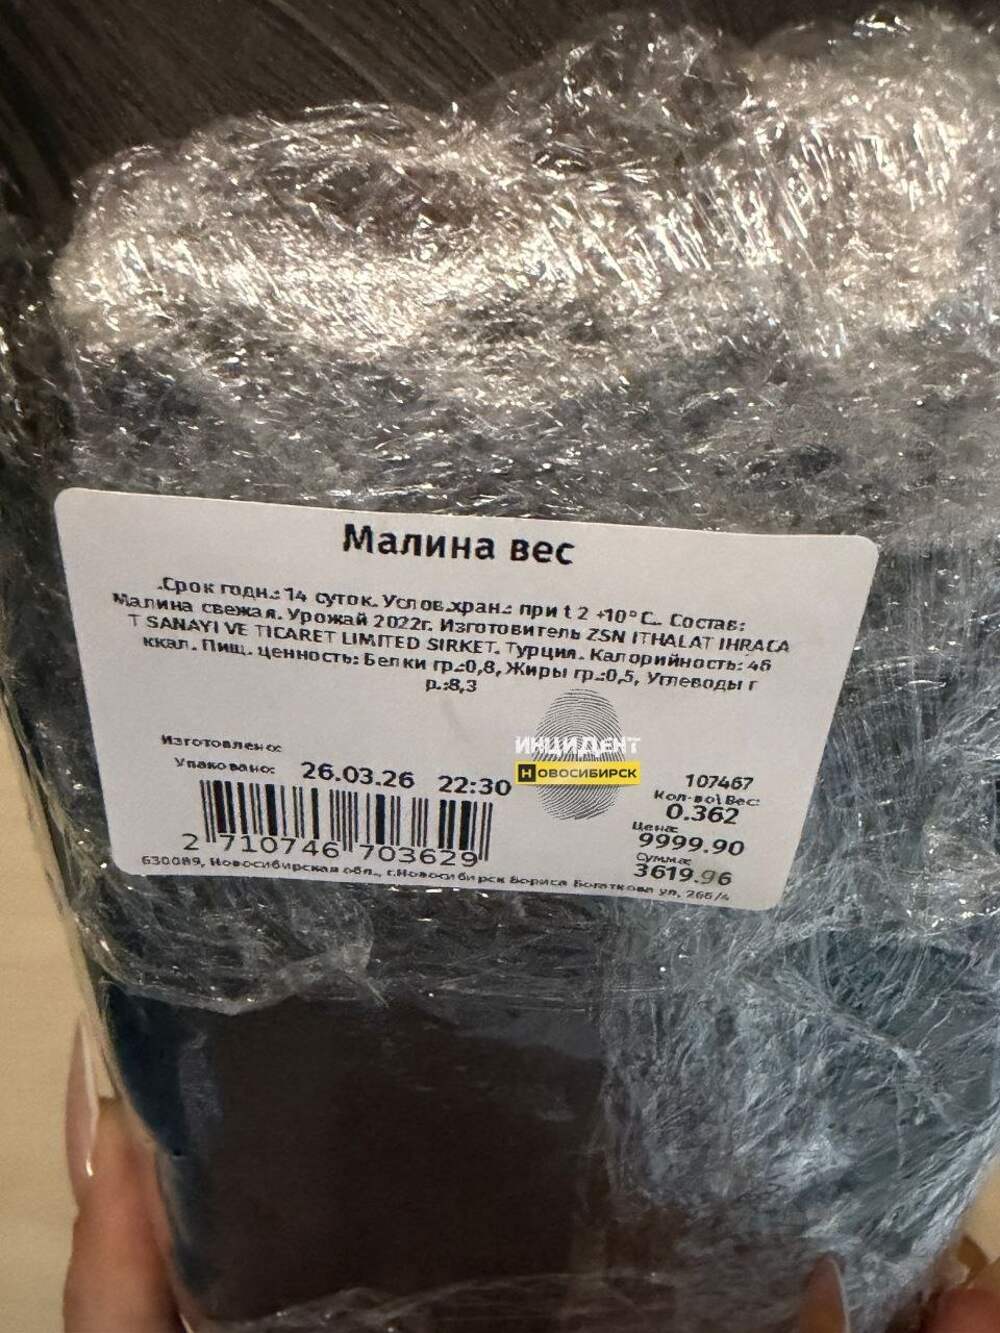 Малина вес
.Срок годн.: 14 суток. Услов.хран.: при t 2 +10°С.. Состав:
Малина свежая. Урожай 2022г. Изготовитель ZSN ITHALAT IHRACA
T SANAYI VE TICARET LIMITED SIRKET. Турция. Калорийность: 46
ккал. Пищ. ценность: Белки гр.:0,8, Жиры гр.:0,5, Углеводы г
р.:8,3
Изготовлено:
Упаковано: 26.03.26 22:30
ИНЦИДЕНТ
НОВОСИБИРСК
107467
Кол-во\Вес:
0.362
Цена:
9999.90
Сумма:
3619.96
2 710746 703629
630089, Новосибирская обл., г.Новосибирск Бориса Богаткова ул, 266/4